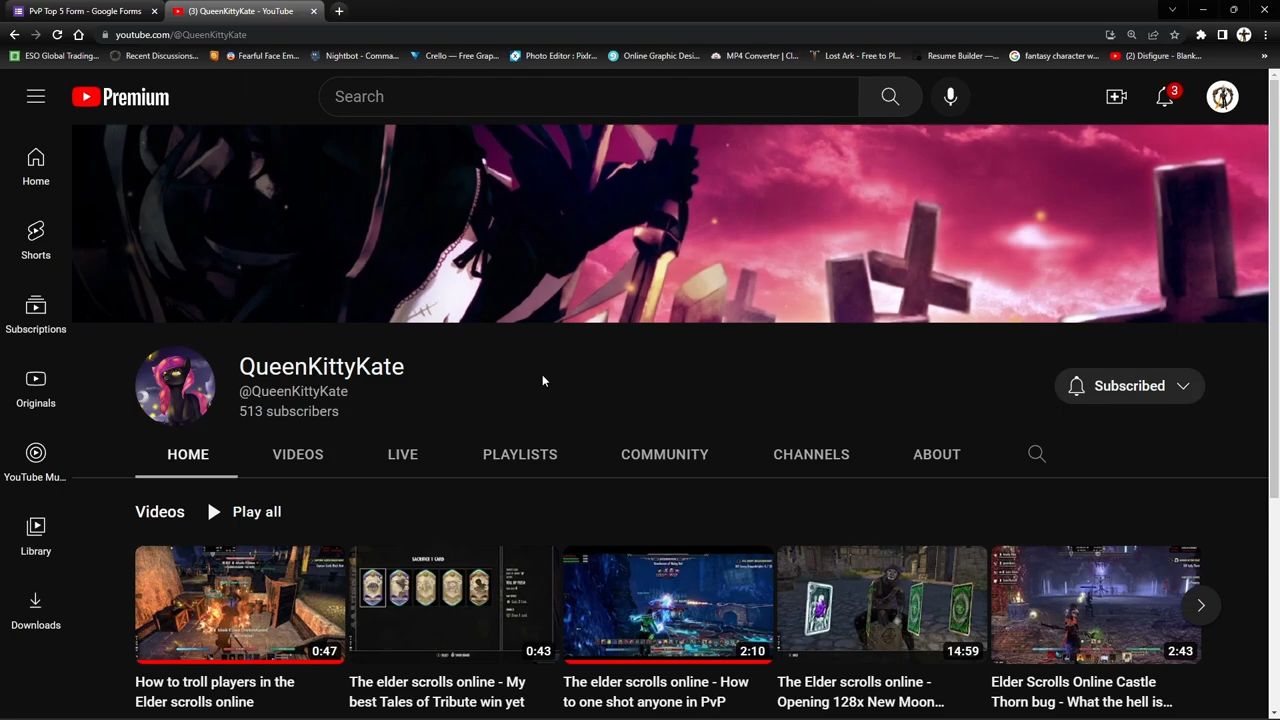 PvP Top 5 Form - Google Forms
(3) QueenKittyKate - YouTube
youtube.com/@QueenKittyKate
ESO Global Trading...
Recent Discussions...
Fearful Face Em...
Nightbot - Comma...
Crello — Free Grap...
Photo Editor : Pixlr...
Online Graphic Des...
MP4 Converter | Cl...
Lost Ark - Free to Pl...
Resume Builder —...
fantasy character w...
(2) Disfigure - Blank...
Premium
Search
3
Home
Shorts
Subscriptions
Originals
YouTube Mu...
Library
Downloads
QueenKittyKate
@QueenKittyKate
513 subscribers
Subscribed
HOME VIDEOS LIVE PLAYLISTS COMMUNITY CHANNELS ABOUT
Videos Play all
SACRIFICE 1 CARD
0:47 0:43 2:10 14:59 2:43
How to troll players in the
Elder scrolls online
The elder scrolls online - My
best Tales of Tribute win yet
The elder scrolls online - How
to one shot anyone in PvP
The Elder scrolls online -
Opening 128x New Moon...
Elder Scrolls Online Castle
Thorn bug - What the hell is...